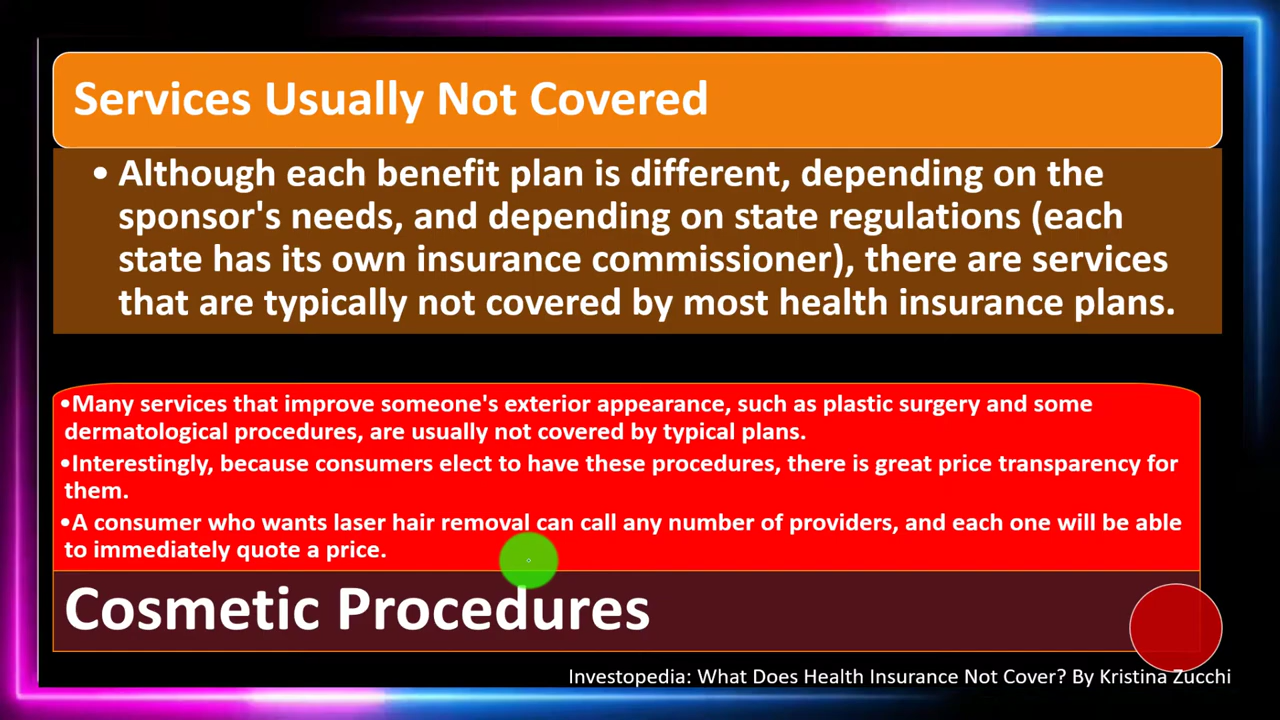 Services Usually Not Covered
• Although each benefit plan is different, depending on the
sponsor's needs, and depending on state regulations (each
state has its own insurance commissioner), there are services
that are typically not covered by most health insurance plans.
•Many services that improve someone's exterior appearance, such as plastic surgery and some
dermatological procedures, are usually not covered by typical plans.
•Interestingly, because consumers elect to have these procedures, there is great price transparency for
them.
•A consumer who wants laser hair removal can call any number of providers, and each one will be able
to immediately quote a price.
Cosmetic Procedures
Investopedia: What Does Health Insurance Not Cover? By Kristina Zucchi